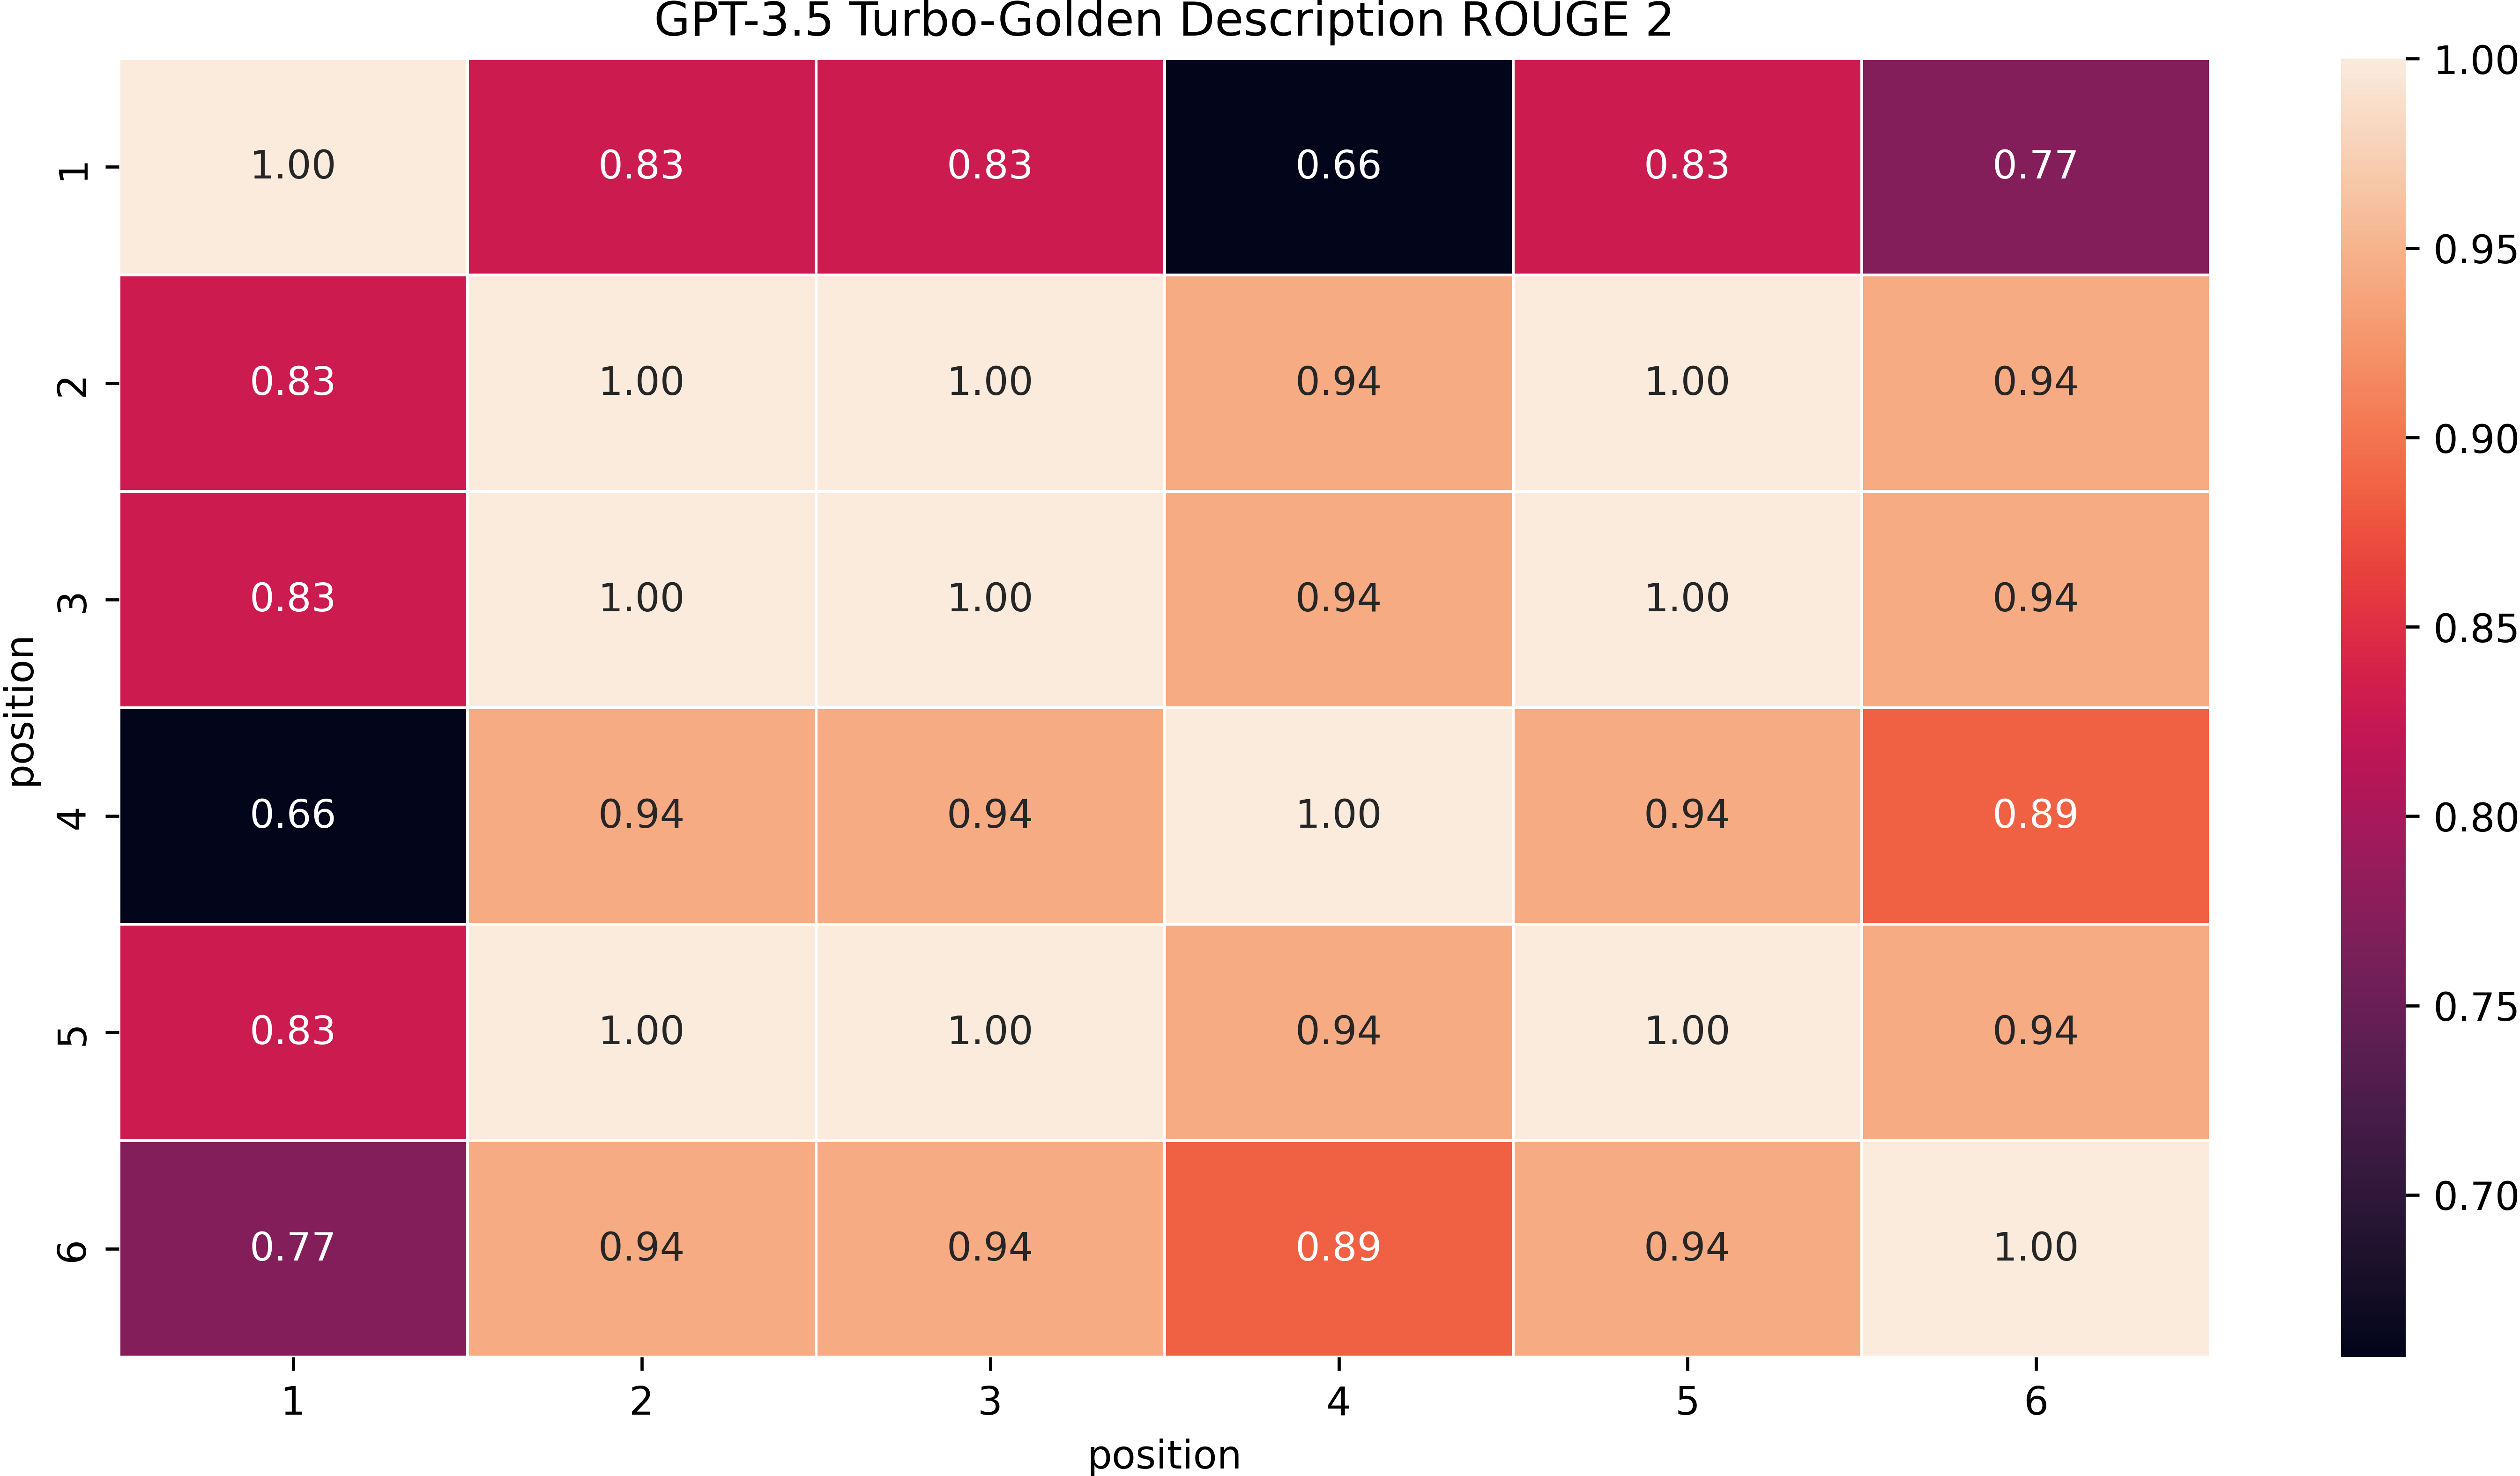 GPT-3.5 Turbo-Golden Description ROUGE 2
1 1.00 0.83 0.83 0.66 0.83 0.77
2 0.83 1.00 1.00 0.94 1.00 0.94
3 0.83 1.00 1.00 0.94 1.00 0.94
4 0.66 0.94 0.94 1.00 0.94 0.89
5 0.83 1.00 1.00 0.94 1.00 0.94
6 0.77 0.94 0.94 0.89 0.94 1.00
position
1 2 3 4 5 6
position
1.00
0.95
0.90
0.85
0.80
0.75
0.70